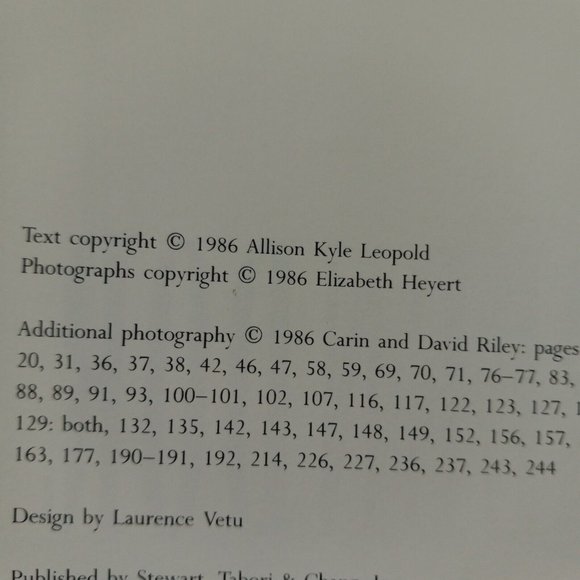 Text copyright © 1986 Allison Kyle Leopold
Photographs copyright © 1986 Elizabeth Heyert
Additional photography © 1986 Carin and David Riley: pages
20, 31, 36, 37, 38, 42, 46, 47, 58, 59, 69, 70, 71, 76–77, 83,
88, 89, 91, 93, 100–101, 102, 107, 116, 117, 122, 123, 127,
129: both, 132, 135, 142, 143, 147, 148, 149, 152, 156, 157,
163, 177, 190–191, 192, 214, 226, 227, 236, 237, 243, 244
Design by Laurence Vetu
Published by Stewart, Tabori &